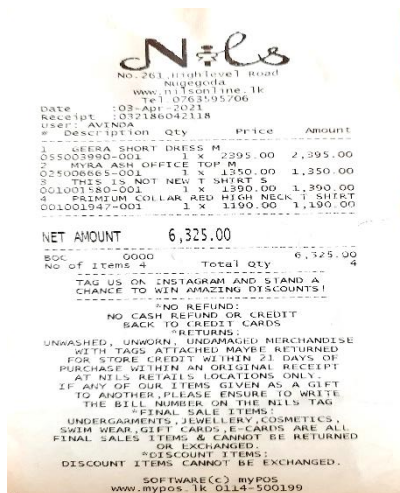 Nils
No.261,Highlevel Road
Nugegoda
www.nilsonline.lk
Tel 0763595706
Date :03-Apr-2021
Receipt :032186042118
User: AVINDA
# Description Qty Price Amount
1 GEERA SHORT DRESS M
055003990-001 1 x 2395.00 2,395.00
2 MYRA ASH OFFICE TOP M
025006665-001 1 x 1350.00 1,350.00
3 THIS IS NOT NEW T SHIRT S
001001580-001 1 x 1390.00 1,390.00
4 PRIMIUM COLLAR RED HIGH NECK T SHIRT
001001947-001 1 x 1190.00 1,190.00
NET AMOUNT 6,325.00
BOC 0000 6,325.00
No of Items 4 Total Qty 4
TAG US ON INSTAGRAM AND STAND A
CHANCE TO WIN AMAZING DISCOUNTS!
*NO REFUND:
NO CASH REFUND OR CREDIT
BACK TO CREDIT CARDS
*RETURNS:
UNWASHED, UNWORN, UNDAMAGED MERCHANDISE
WITH TAGS ATTACHED MAYBE RETURNED
FOR STORE CREDIT WITHIN 21 DAYS OF
PURCHASE WITHIN AN ORIGINAL RECEIPT
AT NILS RETAILS LOCATIONS ONLY.
IF ANY OF OUR ITEMS GIVEN AS A GIFT
TO ANOTHER,PLEASE ENSURE TO WRITE
THE BILL NUMBER ON THE NILS TAG
*FINAL SALE ITEMS:
UNDERGARMENTS,JEWELLERY,COSMETICS,
SWIM WEAR,GIFT CARDS,E-CARDS ARE ALL
FINAL SALES ITEMS & CANNOT BE RETURNED
OR EXCHANGED.
*DISCOUNT ITEMS:
DISCOUNT ITEMS CANNOT BE EXCHANGED.
SOFTWARE(c) myPOS
www.mypos.lk 0114-500199